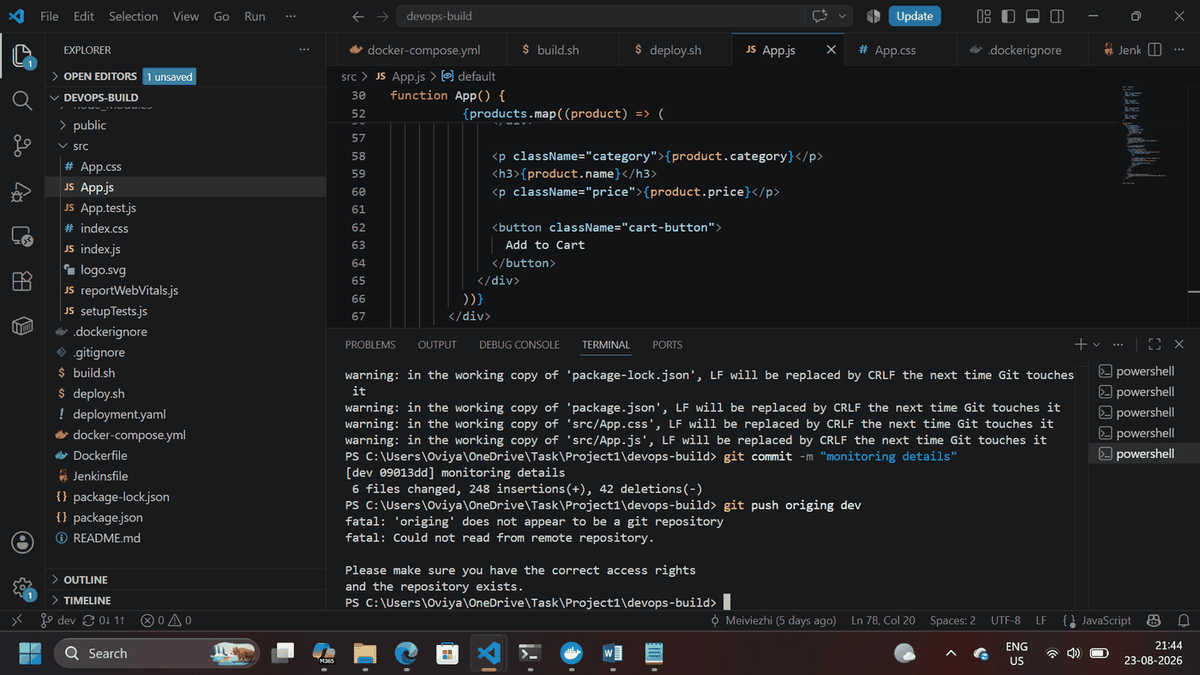 File Edit Selection View Go Run ...
devops-build
Update
EXPLORER ...
docker-compose.yml
$ build.sh
$ deploy.sh
JS App.js
# App.css
.dockerignore
Jenk
1
OPEN EDITORS 1 unsaved
DEVOPS-BUILD
node_modules
public
src
# App.css
JS App.js
JS App.test.js
# index.css
JS index.js
logo.svg
JS reportWebVitals.js
JS setupTests.js
.dockerignore
.gitignore
$ build.sh
$ deploy.sh
! deployment.yaml
docker-compose.yml
Dockerfile
Jenkinsfile
{} package-lock.json
{} package.json
README.md
OUTLINE
TIMELINE
1
src > JS App.js > default
30 function App() {
52 {products.map((product) => (
57
58 <p className="category">{product.category}</p>
59 <h3>{product.name}</h3>
60 <p className="price">{product.price}</p>
61
62 <button className="cart-button">
63 Add to Cart
64 </button>
65 </div>
66 ))}
67 </div>
PROBLEMS OUTPUT DEBUG CONSOLE TERMINAL PORTS
warning: in the working copy of 'package-lock.json', LF will be replaced by CRLF the next time Git touches
it
warning: in the working copy of 'package.json', LF will be replaced by CRLF the next time Git touches it
warning: in the working copy of 'src/App.css', LF will be replaced by CRLF the next time Git touches it
warning: in the working copy of 'src/App.js', LF will be replaced by CRLF the next time Git touches it
PS C:\Users\Oviya\OneDrive\Task\Project1\devops-build> git commit -m "monitoring details"
[dev 09013dd] monitoring details
6 files changed, 248 insertions(+), 42 deletions(-)
PS C:\Users\Oviya\OneDrive\Task\Project1\devops-build> git push origing dev
fatal: 'origing' does not appear to be a git repository
fatal: Could not read from remote repository.
Please make sure you have the correct access rights
and the repository exists.
PS C:\Users\Oviya\OneDrive\Task\Project1\devops-build>
powershell
powershell
powershell
powershell
powershell
dev 0↓ 1↑ 0 0
Meiviezhi (5 days ago) Ln 78, Col 20 Spaces: 2 UTF-8 LF {} JavaScript
Search
M365
ENG
US
21:44
23-08-2026